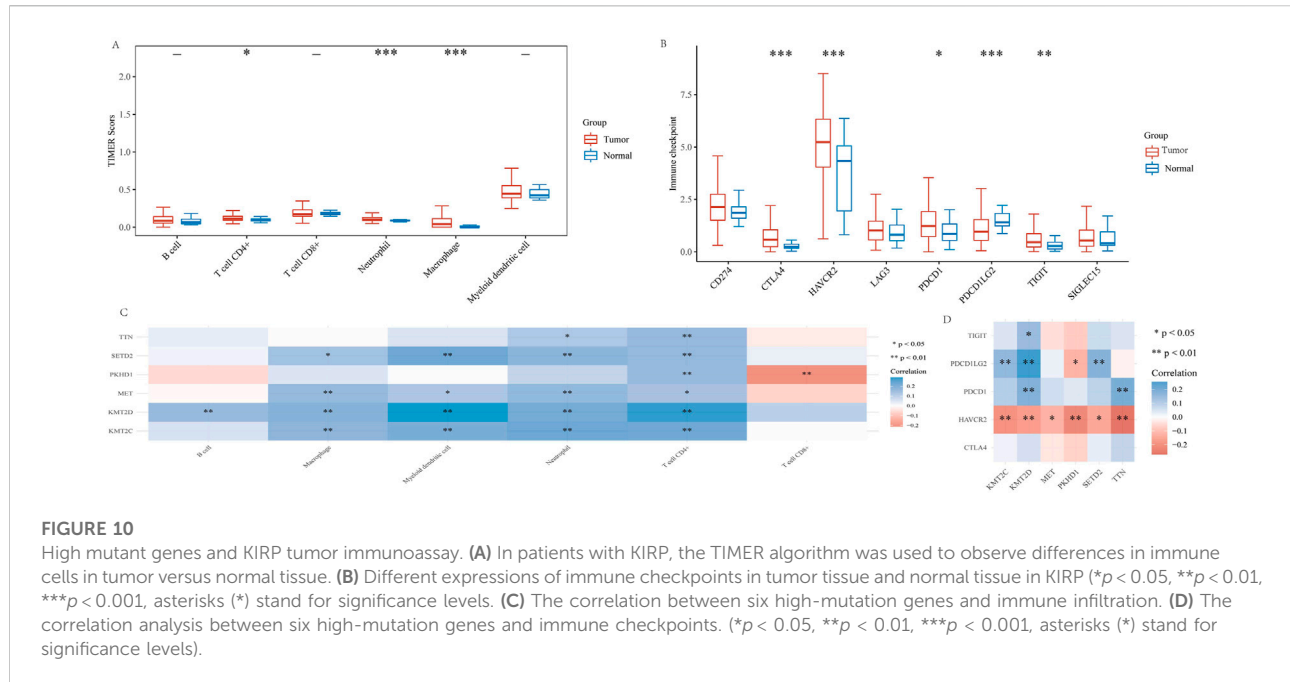 A
– * – *** *** –
2.0
1.5
1.0
0.5
0.0
TIMER Scores
Group
Tumor
Normal
B cell
T cell CD4+
T cell CD8+
Neutrophil
Macrophage
Myeloid dendritic cell
B
*** *** * *** **
7.5
5.0
2.5
0.0
Immune checkpoint
Group
Tumor
Normal
CD274
CTLA4
HAVCR2
LAG3
PDCD1
PDCD1LG2
TIGIT
SIGLEC15
C
TTN * **
SETD2 * ** ** **
PKHD1 ** **
MET ** * ** *
KMT2D ** ** ** ** **
KMT2C ** ** ** **
B cell
Macrophage
Myeloid dendritic cell
Neutrophil
T cell CD4+
T cell CD8+
* p < 0.05
** p < 0.01
Correlation
0.2
0.1
0.0
-0.1
-0.2
D
TIGIT *
PDCD1LG2 ** ** * **
PDCD1 ** **
HAVCR2 ** ** * ** * **
CTLA4
KMT2C
KMT2D
MET
PKHD1
SETD2
TTN
* p < 0.05
** p < 0.01
Correlation
0.2
0.1
0.0
-0.1
-0.2
FIGURE 10
High mutant genes and KIRP tumor immunoassay. (A) In patients with KIRP, the TIMER algorithm was used to observe differences in immune
cells in tumor versus normal tissue. (B) Different expressions of immune checkpoints in tumor tissue and normal tissue in KIRP (*p < 0.05, **p < 0.01,
***p < 0.001, asterisks (*) stand for significance levels. (C) The correlation between six high-mutation genes and immune infiltration. (D) The
correlation analysis between six high-mutation genes and immune checkpoints. (*p < 0.05, **p < 0.01, ***p < 0.001, asterisks (*) stand for
significance levels).